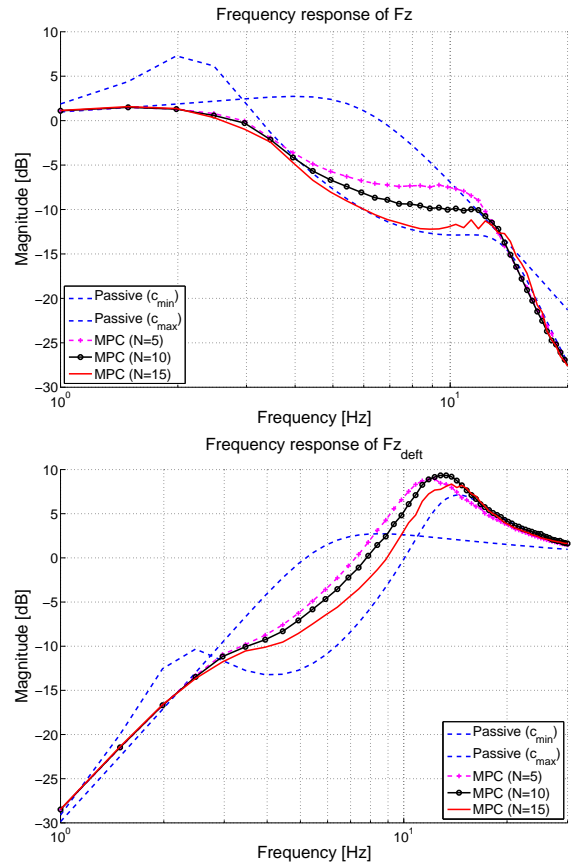 Frequency response of Fz
10
5
0
−5
−10
−15
−20
−25
−30
Magnitude [dB]
Passive (c_min)
Passive (c_max)
MPC (N=5)
MPC (N=10)
MPC (N=15)
10^0
10^1
Frequency [Hz]
Frequency response of Fz_deft
10
5
0
−5
−10
−15
−20
−25
−30
Magnitude [dB]
Passive (c_min)
Passive (c_max)
MPC (N=5)
MPC (N=10)
MPC (N=15)
10^0
10^1
Frequency [Hz]